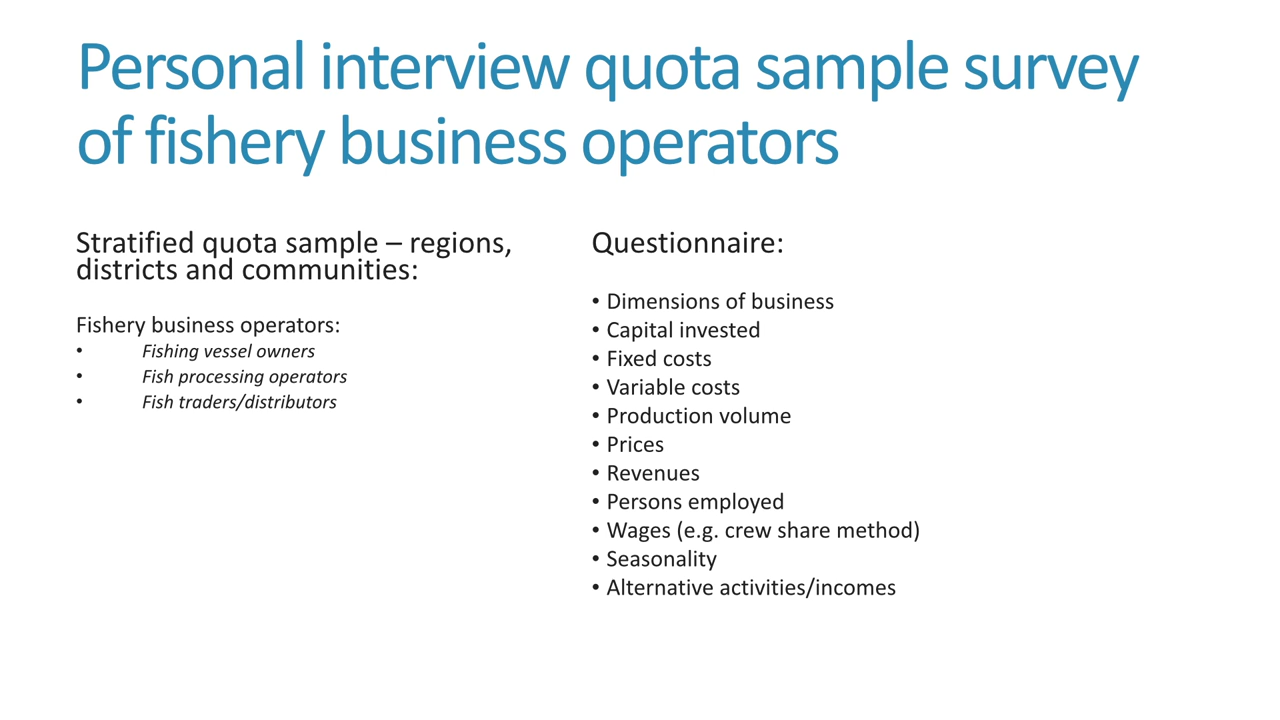 Personal interview quota sample survey
of fishery business operators
Stratified quota sample – regions,
districts and communities:
Fishery business operators:
• Fishing vessel owners
• Fish processing operators
• Fish traders/distributors
Questionnaire:
• Dimensions of business
• Capital invested
• Fixed costs
• Variable costs
• Production volume
• Prices
• Revenues
• Persons employed
• Wages (e.g. crew share method)
• Seasonality
• Alternative activities/incomes